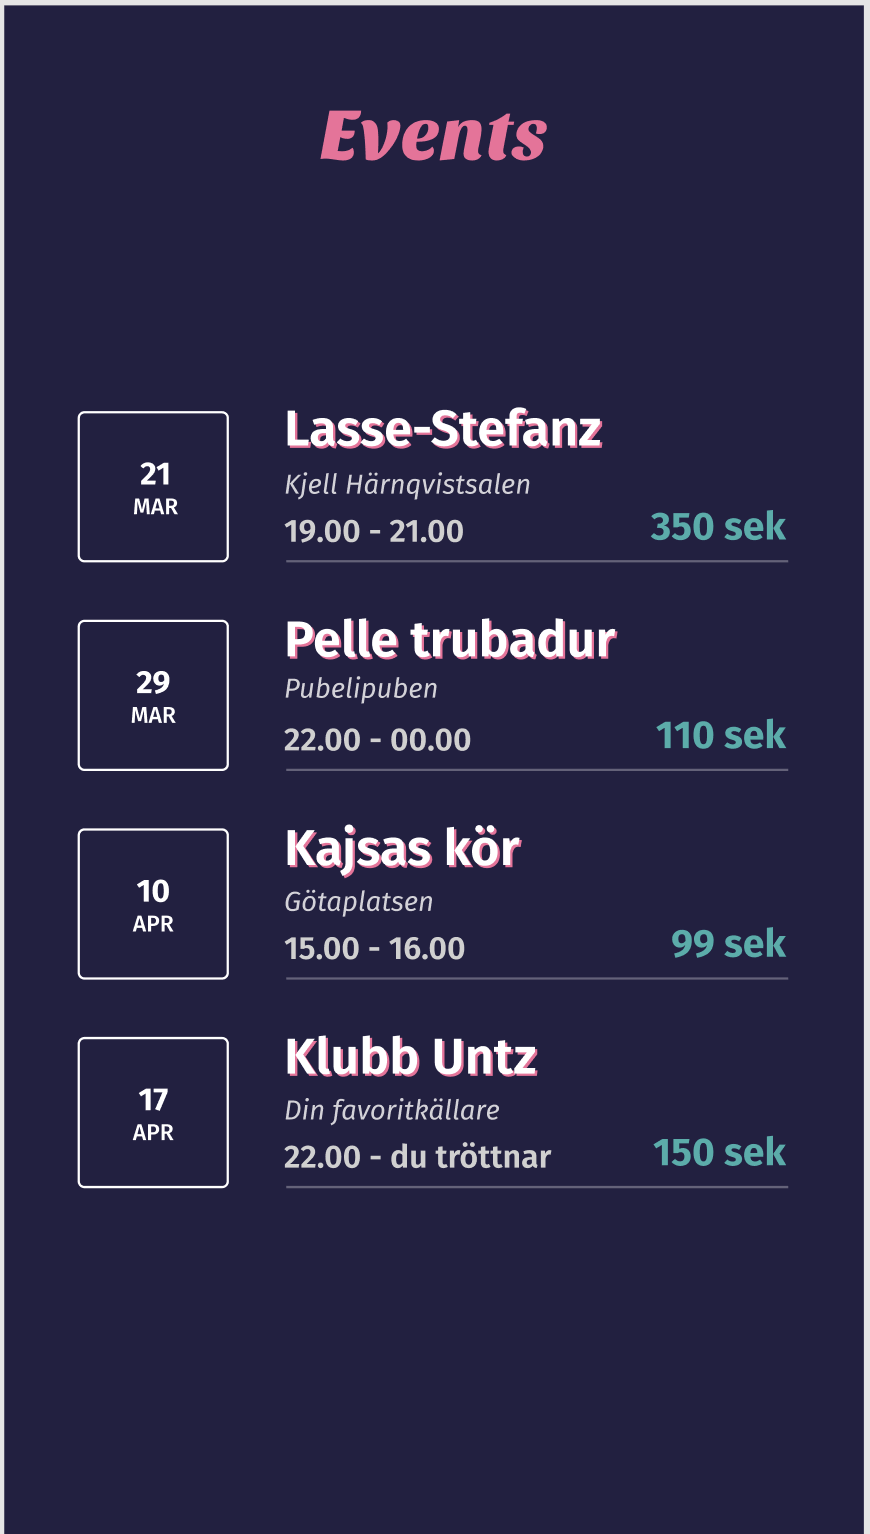 Events
21
MAR
Lasse-Stefanz
Kjell Härnqvistsalen
19.00 - 21.00
350 sek
29
MAR
Pelle trubadur
Pubelipuben
22.00 - 00.00
110 sek
10
APR
Kajsas kör
Götaplatsen
15.00 - 16.00
99 sek
17
APR
Klubb Untz
Din favoritkällare
22.00 - du tröttnar
150 sek